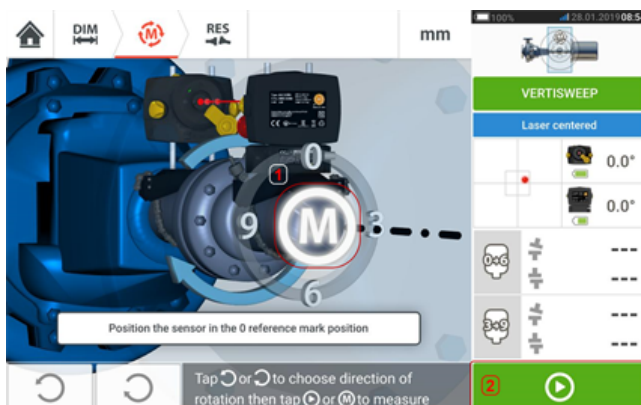 DIM
M
RES
mm
100%
28.01.2019 08:5
VERTISWEEP
Laser centered
0.0°
0.0°
0
1
9
M
3
6
Position the sensor in the 0 reference mark position
Tap or to choose direction of
rotation then tap or M to measure
0 6
---
---
3 9
---
---
2